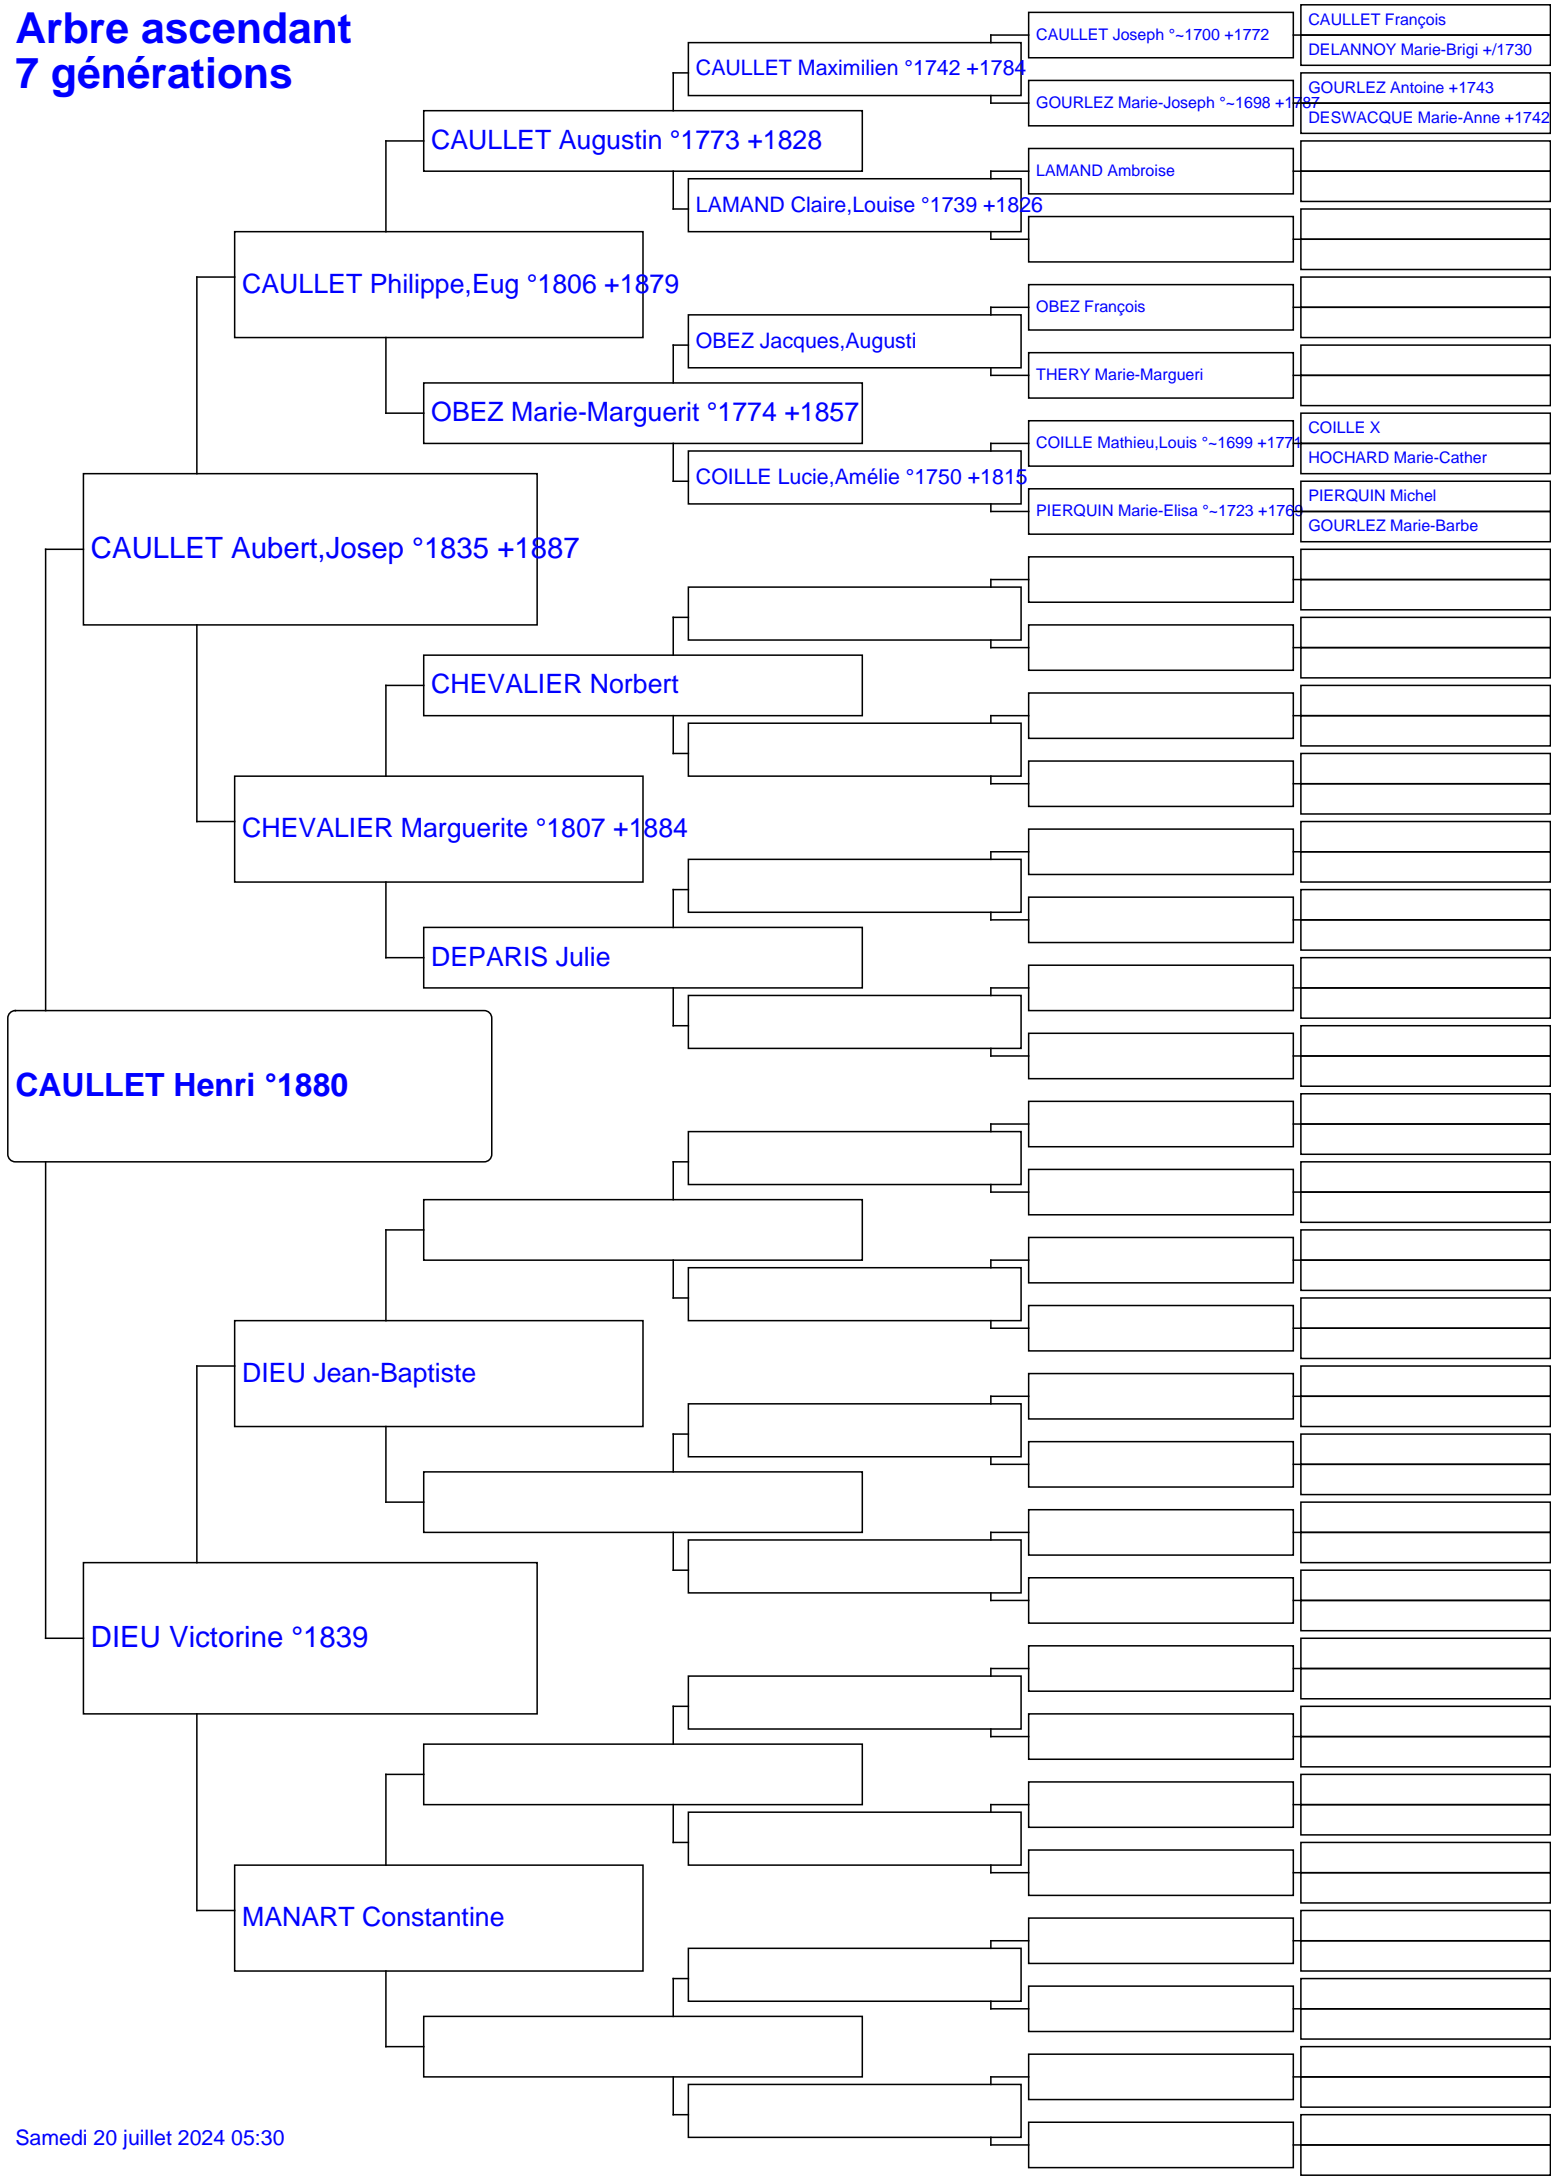 Arbre ascendant
7 générations
CAULLET Joseph °~1700 +1772
CAULLET François
DELANNOY Marie-Brigi +/1730
CAULLET Maximilien °1742 +1784
GOURLEZ Marie-Joseph °~1698 +1787
GOURLEZ Antoine +1743
DESWACQUE Marie-Anne +1742
CAULLET Augustin °1773 +1828
LAMAND Ambroise
LAMAND Claire,Louise °1739 +1826
CAULLET Philippe,Eug °1806 +1879
OBEZ François
OBEZ Jacques,Augusti
THERY Marie-Margueri
OBEZ Marie-Marguerit °1774 +1857
COILLE Mathieu,Louis °~1699 +1771
COILLE X
HOCHARD Marie-Cather
COILLE Lucie,Amélie °1750 +1815
PIERQUIN Marie-Elisa °~1723 +1769
PIERQUIN Michel
GOURLEZ Marie-Barbe
CAULLET Aubert,Josep °1835 +1887
CHEVALIER Norbert
CHEVALIER Marguerite °1807 +1884
DEPARIS Julie
CAULLET Henri °1880
DIEU Jean-Baptiste
DIEU Victorine °1839
MANART Constantine
Samedi 20 juillet 2024 05:30